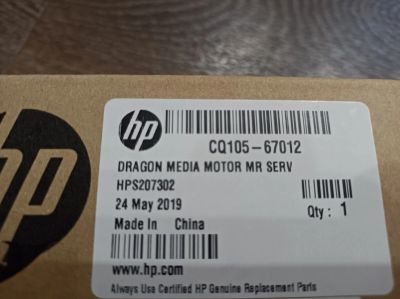 hp
hp
CQ105-67012
DRAGON MEDIA MOTOR MR SERV
HPS207302
24 May 2019
Qty : 1
Made In China
www.hp.com
Always Use Certified HP Genuine Replacement Parts